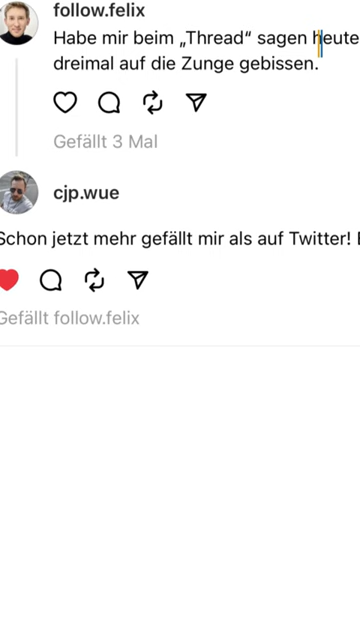 follow.felix
Habe mir beim „Thread“ sagen heute
dreimal auf die Zunge gebissen.
Gefällt 3 Mal
cjp.wue
Schon jetzt mehr gefällt mir als auf Twitter!
Gefällt follow.felix